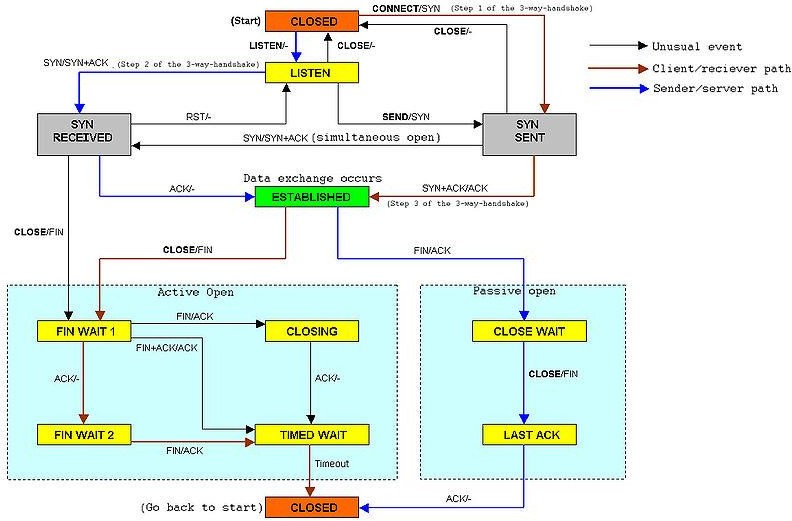 CONNECT/SYN (Step 1 of the 3-way-handshake)
(Start) CLOSED
CLOSE/-
LISTEN/- CLOSE/-
Unusual event
SYN/SYN+ACK (Step 2 of the 3-way-handshake)
LISTEN
Client/reciever path
Sender/server path
RST/-
SEND/SYN
SYN
RECEIVED
SYN
SENT
SYN/SYN+ACK (simultaneous open)
Data exchange occurs
ACK/-
ESTABLISHED
SYN+ACK/ACK
(Step 3 of the 3-way-handshake)
CLOSE/FIN
CLOSE/FIN
FIN/ACK
Active Open
Passive open
FIN/ACK
FIN WAIT 1
CLOSING
CLOSE WAIT
FIN+ACK/ACK
ACK/-
ACK/-
CLOSE/FIN
FIN WAIT 2
TIMED WAIT
LAST ACK
FIN/ACK
Timeout
(Go back to start) CLOSED
ACK/-